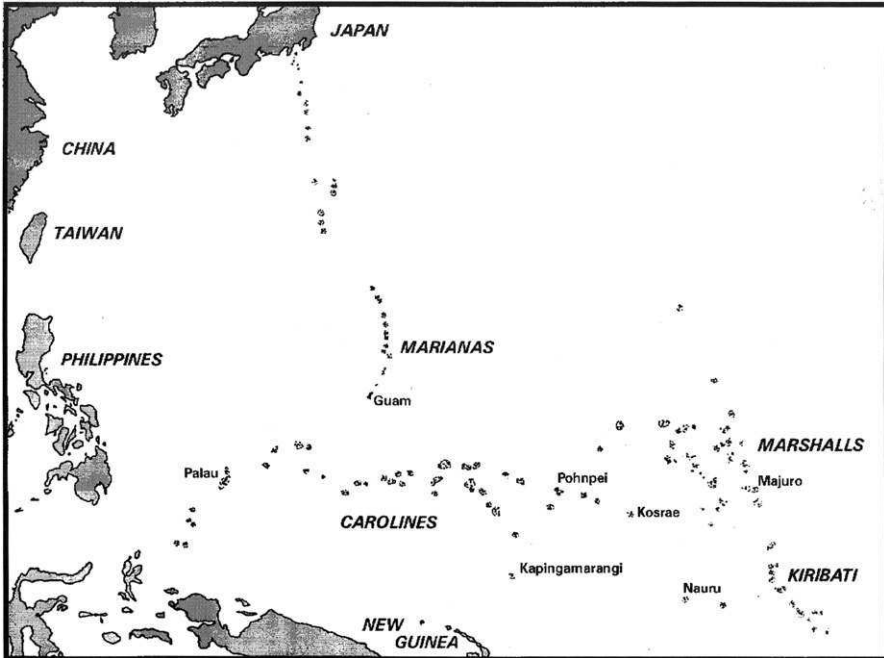 JAPAN
CHINA
TAIWAN
PHILIPPINES
MARIANAS
Guam
MARSHALLS
Palau
Pohnpei
Majuro
CAROLINES
Kosrae
Kapingamarangi
KIRIBATI
Nauru
NEW
GUINEA